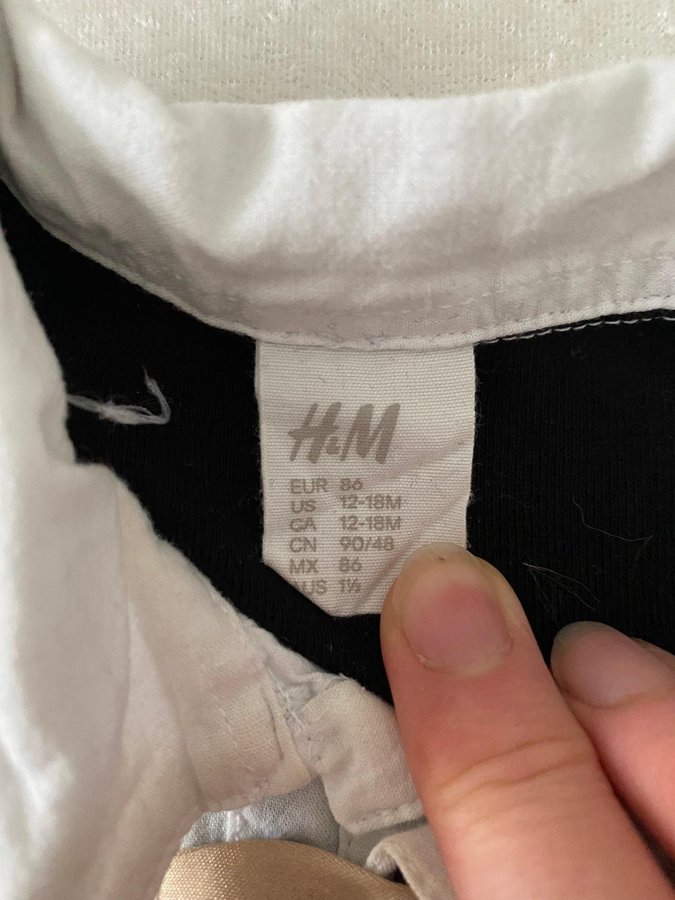 H&M
EUR 86
US 12-18M
CA 12-18M
CN 90/48
MX 86
AUS 1½